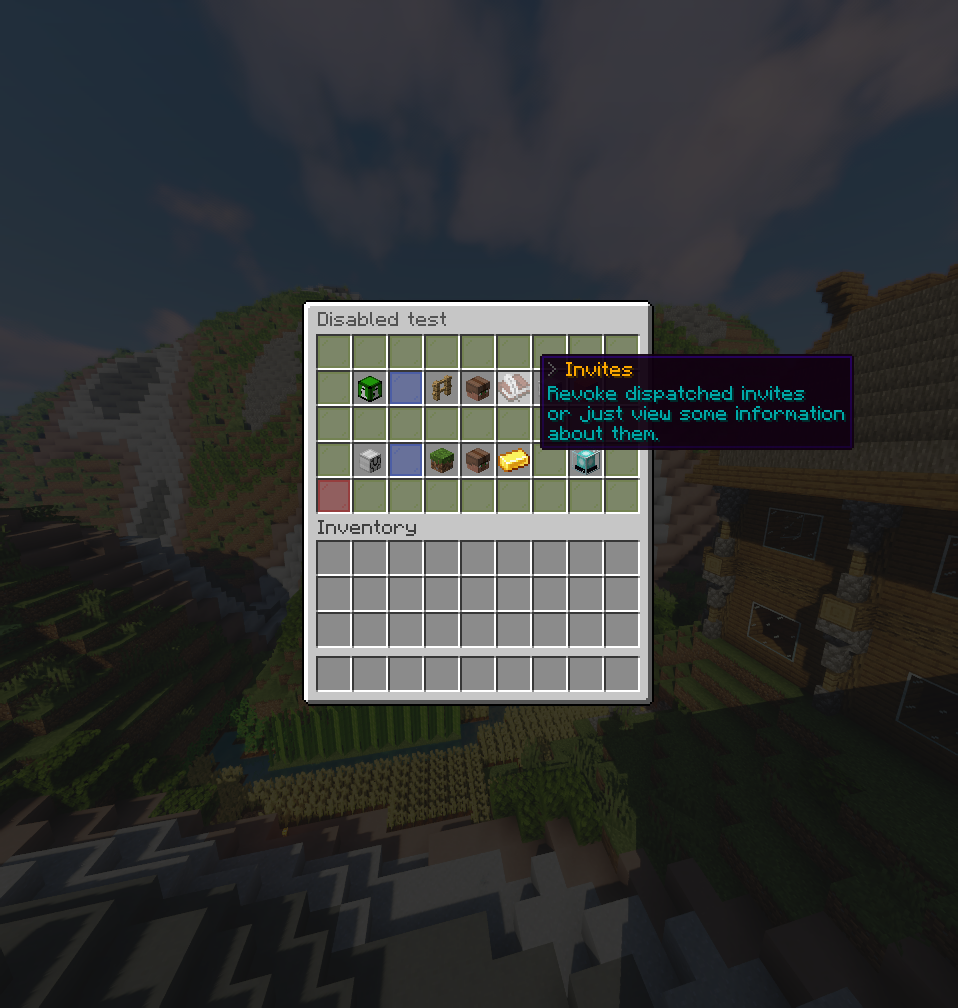 Disabled test
> Invites
Revoke dispatched invites
or just view some information
about them.
Inventory